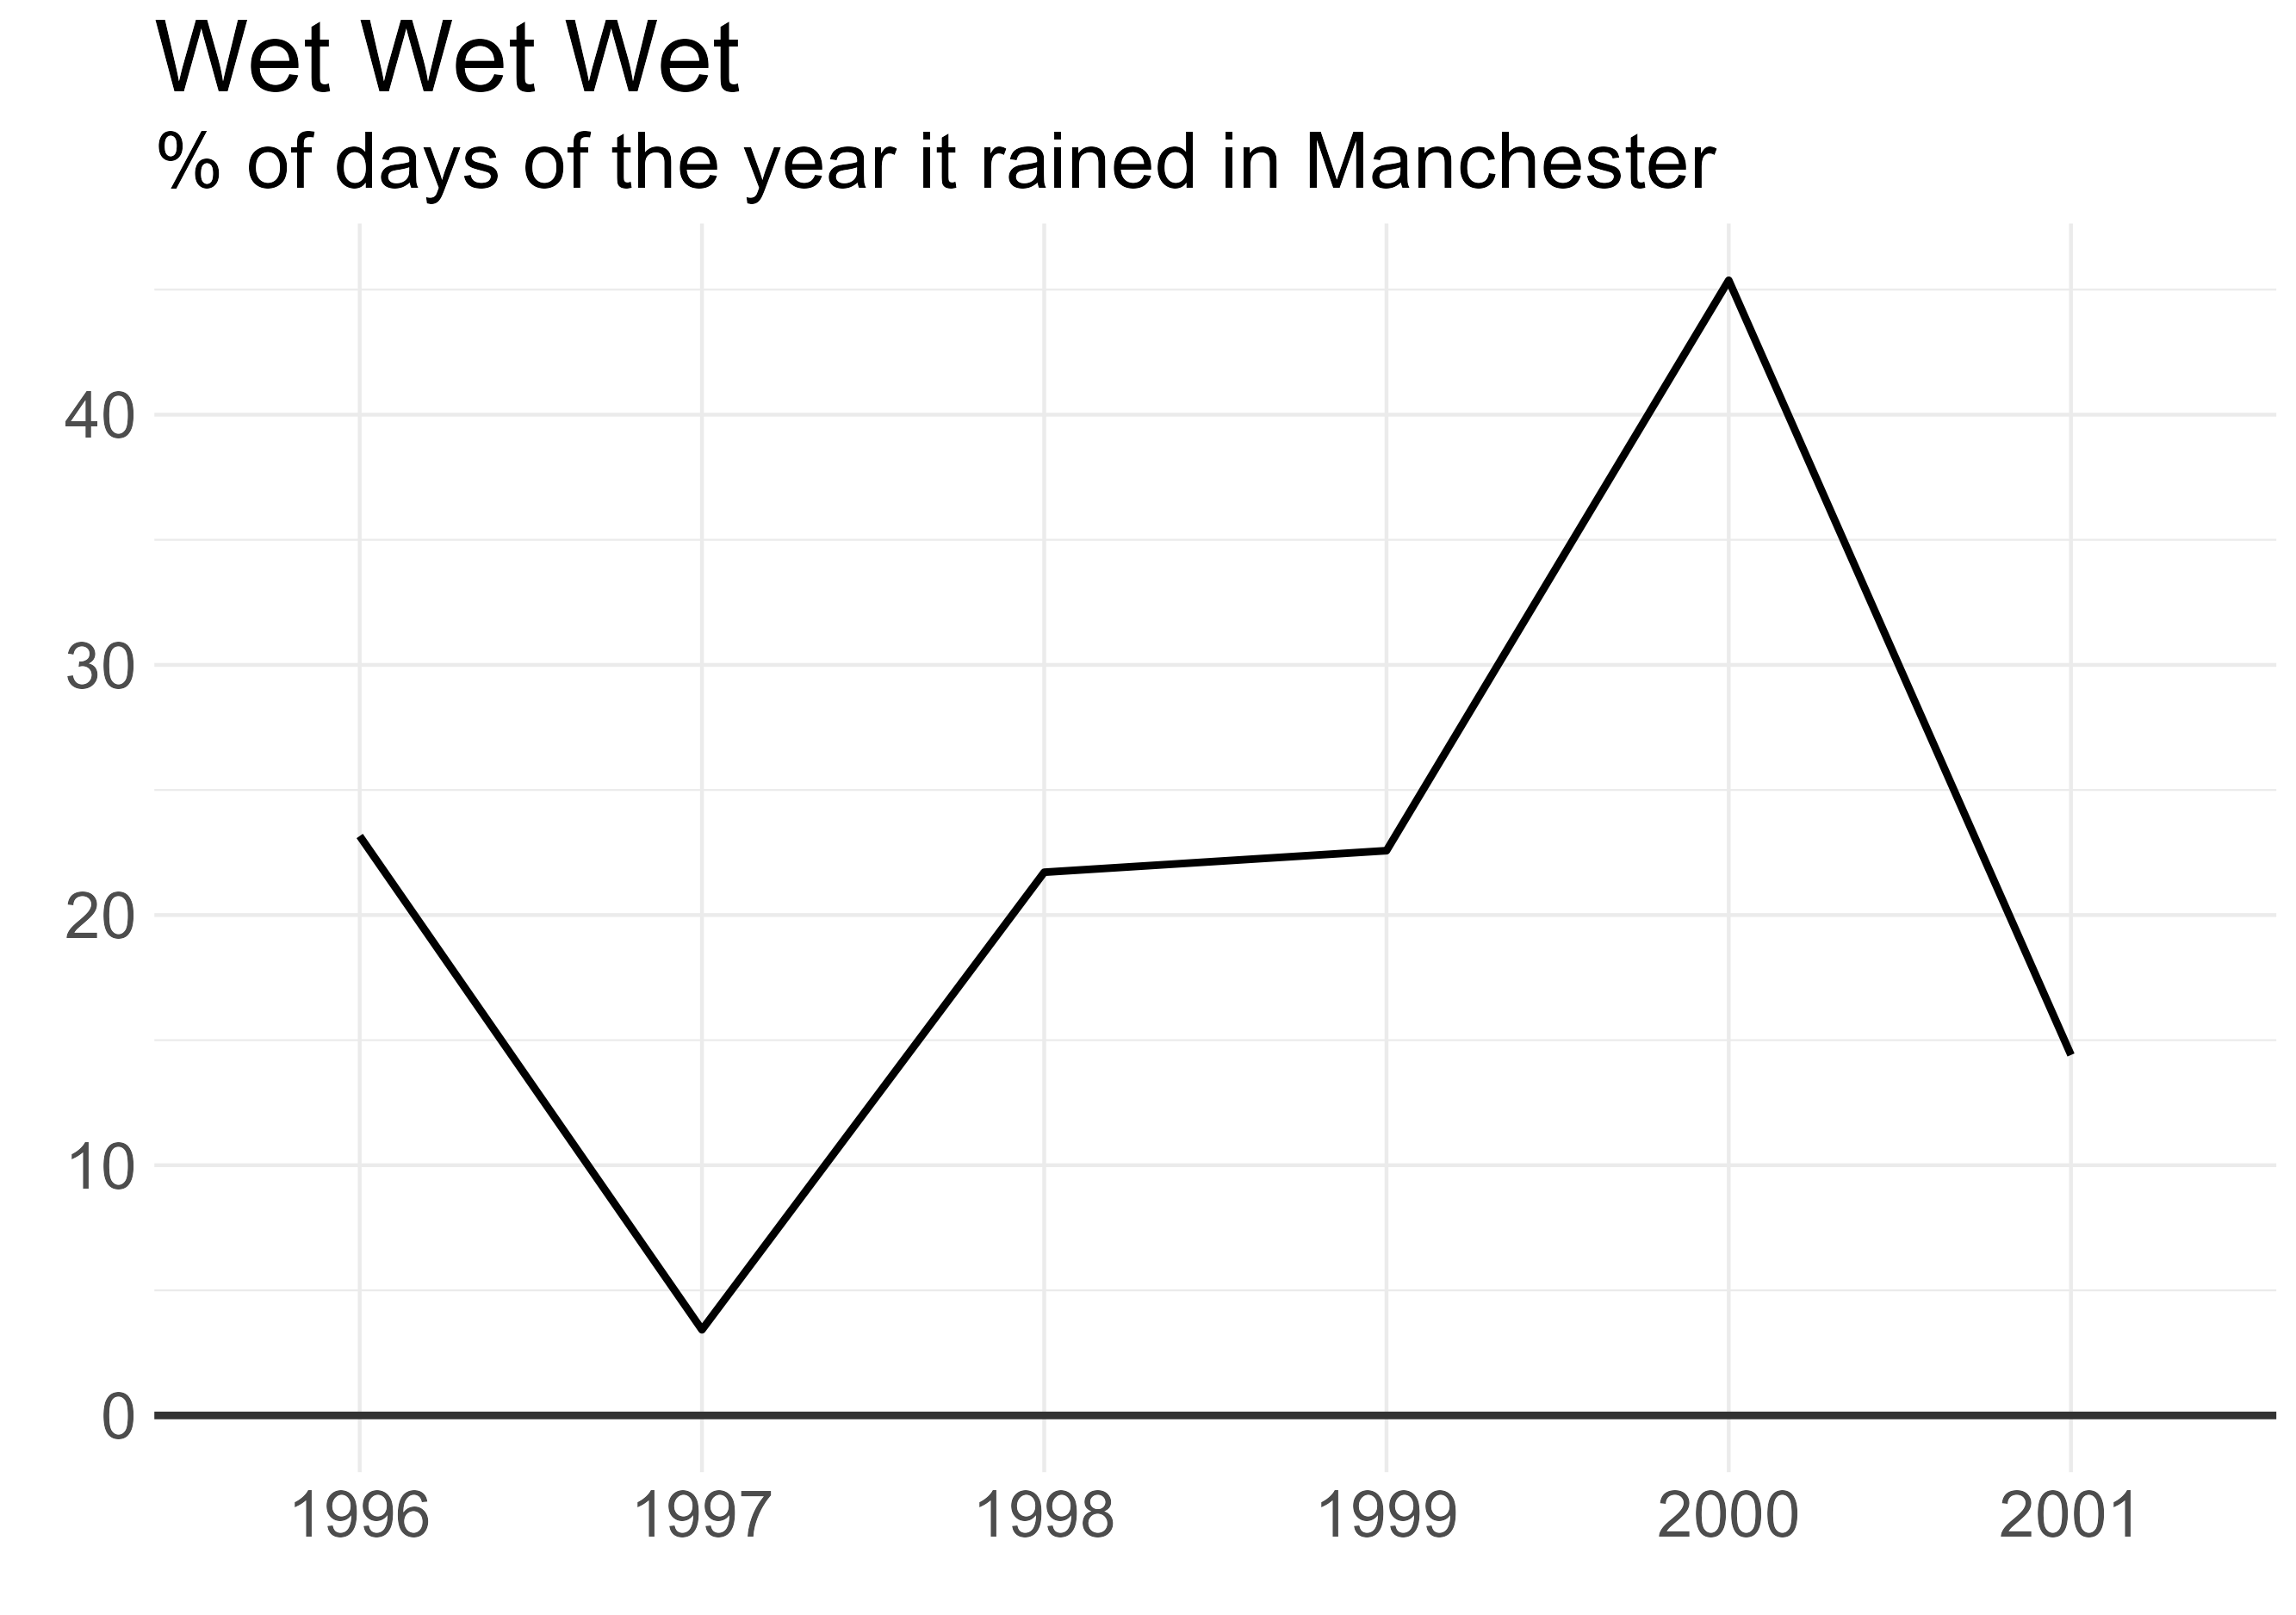 Wet Wet Wet
% of days of the year it rained in Manchester
40
30
20
10
0
1996 1997 1998 1999 2000 2001